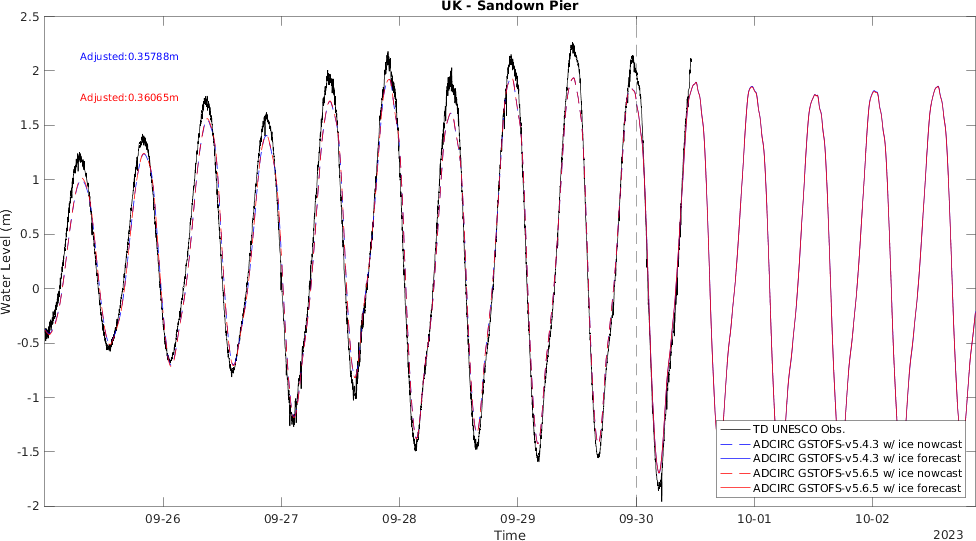 UK - Sandown Pier
Adjusted:0.35788m
Adjusted:0.36065m
Water Level (m)
2.5
2
1.5
1
0.5
0
-0.5
-1
-1.5
-2
09-26
09-27
09-28
09-29
09-30
10-01
10-02
Time
2023
TD UNESCO Obs.
ADCIRC GSTOFS-v5.4.3 w/ ice nowcast
ADCIRC GSTOFS-v5.4.3 w/ ice forecast
ADCIRC GSTOFS-v5.6.5 w/ ice nowcast
ADCIRC GSTOFS-v5.6.5 w/ ice forecast